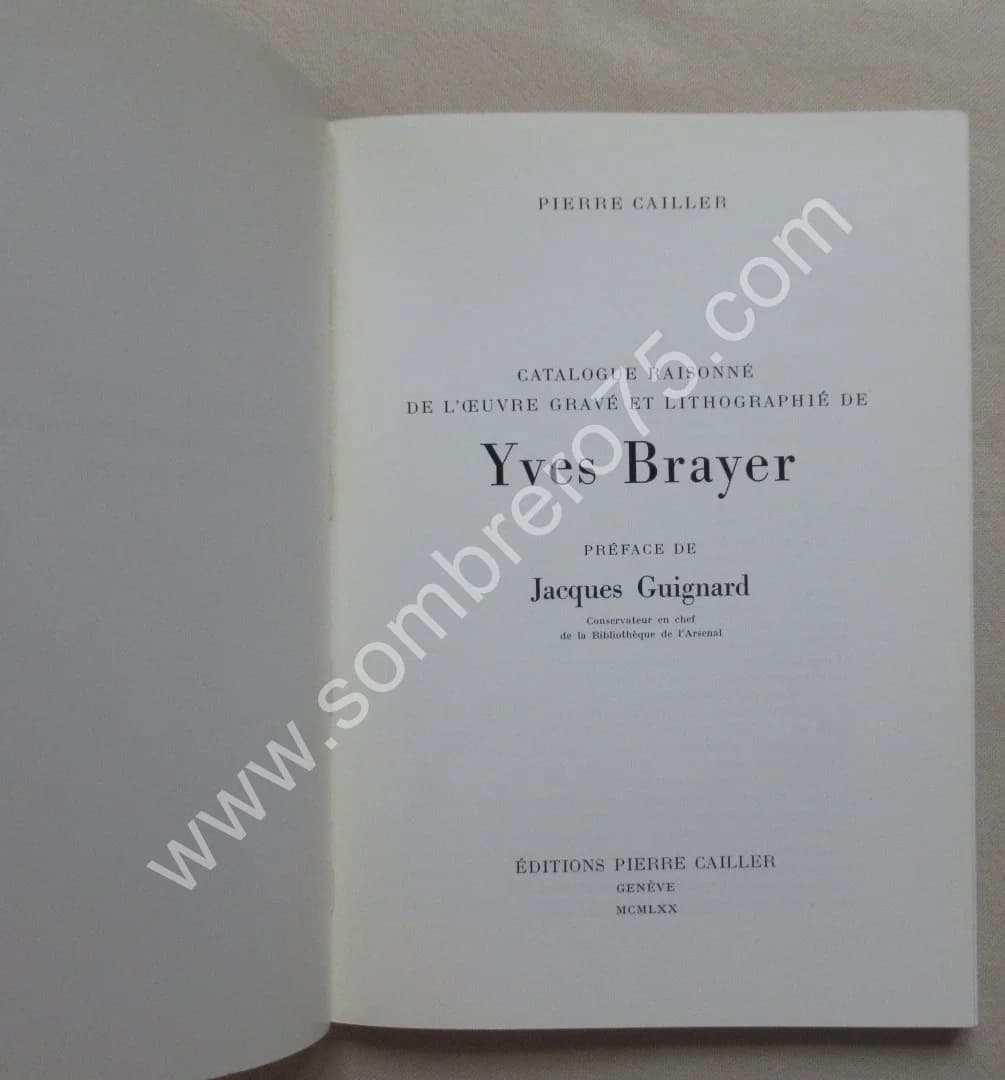 PIERRE CAILLER
CATALOGUE RAISONNÉ
DE L'ŒUVRE GRAVÉ ET LITHOGRAPHIÉ DE
Yves Brayer
PRÉFACE DE
Jacques Guignard
Conservateur en chef
de la Bibliothèque de l'Arsenal
ÉDITIONS PIERRE CAILLER
GENÈVE
MCMLXX
www.sombrero75.com